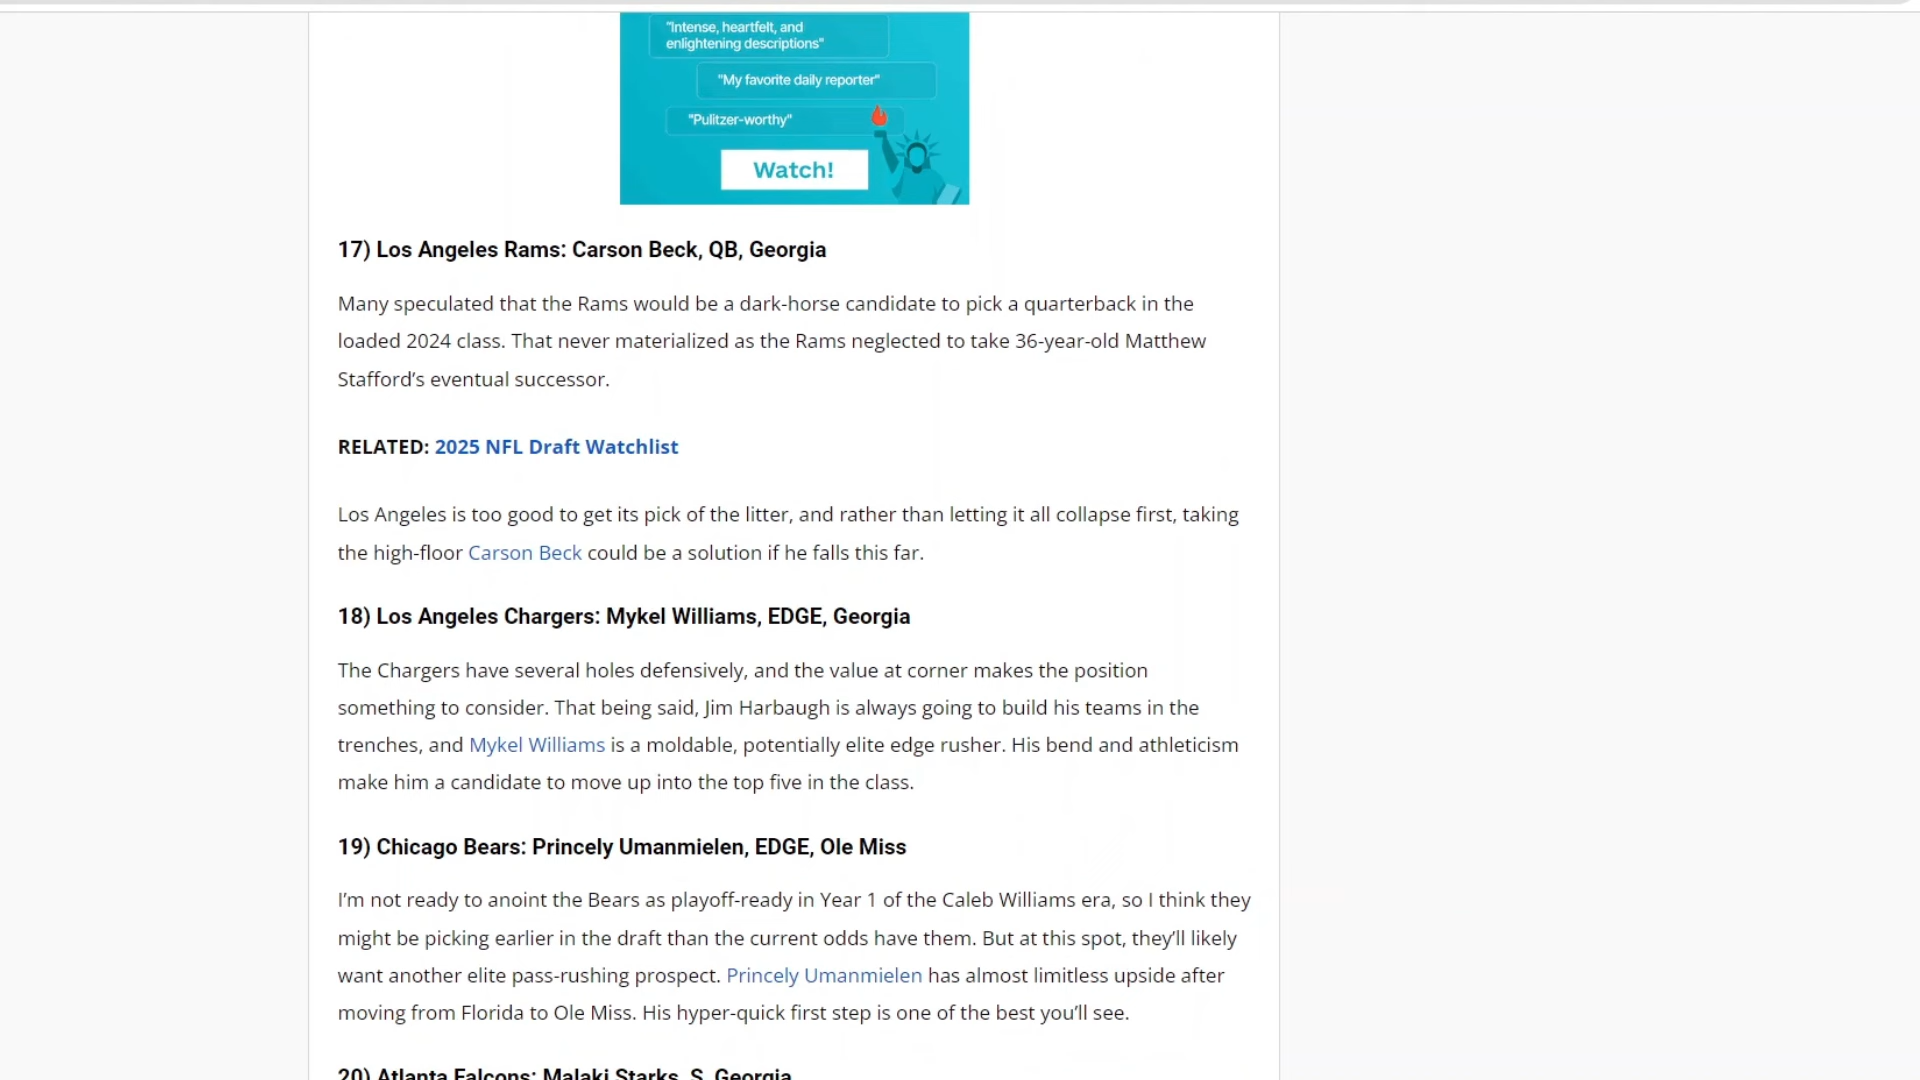 "Intense, heartfelt, and
enlightening descriptions"
"My favorite daily reporter"
"Pulitzer-worthy"
Watch!
17) Los Angeles Rams: Carson Beck, QB, Georgia
Many speculated that the Rams would be a dark-horse candidate to pick a quarterback in the
loaded 2024 class. That never materialized as the Rams neglected to take 36-year-old Matthew
Stafford’s eventual successor.
RELATED: 2025 NFL Draft Watchlist
Los Angeles is too good to get its pick of the litter, and rather than letting it all collapse first, taking
the high-floor Carson Beck could be a solution if he falls this far.
18) Los Angeles Chargers: Mykel Williams, EDGE, Georgia
The Chargers have several holes defensively, and the value at corner makes the position
something to consider. That being said, Jim Harbaugh is always going to build his teams in the
trenches, and Mykel Williams is a moldable, potentially elite edge rusher. His bend and athleticism
make him a candidate to move up into the top five in the class.
19) Chicago Bears: Princely Umanmielen, EDGE, Ole Miss
I’m not ready to anoint the Bears as playoff-ready in Year 1 of the Caleb Williams era, so I think they
might be picking earlier in the draft than the current odds have them. But at this spot, they’ll likely
want another elite pass-rushing prospect. Princely Umanmielen has almost limitless upside after
moving from Florida to Ole Miss. His hyper-quick first step is one of the best you’ll see.
20) Atlanta Falcons: Malaki Starks, S, Georgia